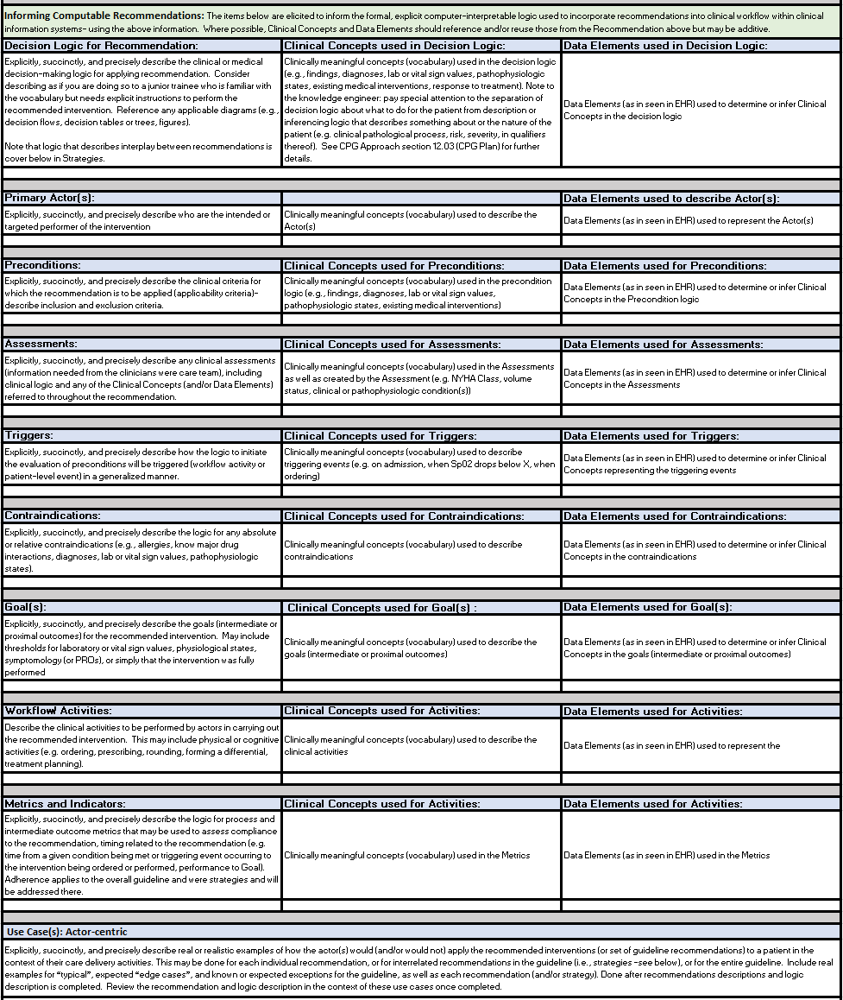 Informing Computable Recommendations: The items below are elicited to inform the formal, explicit computer-interpretable logic used to incorporate recommendations into clinical workflow within clinical
information systems- using the above information. Where possible, Clinical Concepts and Data Elements should reference and/or reuse those from the Recommendation above but may be additive.
Decision Logic for Recommendation:
Clinical Concepts used in Decision Logic:
Data Elements used in Decision Logic:
Explicitly, succinctly, and precisely describe the clinical or medical
decision-making logic for applying recommendation. Consider
describing as if you are doing so to a junior trainee who is familiar with
the vocabulary but needs explicit instructions to perform the
recommended intervention. Reference any applicable diagrams (e.g.,
decision flows, decision tables or trees, figures).
Note that logic that describes interplay between recommendations is
cover below in Strategies.
Clinically meaningful concepts (vocabulary) used in the decision logic
(e.g., findings, diagnoses, lab or vital sign values, pathophysiologic
states, existing medical interventions, response to treatment). Note to
the knowledge engineer: pay special attention to the separation of
decision logic about what to do for the patient from description or
inferencing logic that describes something about or the nature of the
patient (e.g. clinical pathological process, risk, severity, in qualifiers
thereof). See CPG Approach section 12.03 (CPG Plan) for further
details.
Data Elements (as in seen in EHR) used to determine or infer Clinical
Concepts in the decision logic
Primary Actor(s):
Data Elements used to describe Actor(s):
Explicitly, succinctly, and precisely describe who are the intended or
targeted performer of the intervention
Clinically meaningful concepts (vocabulary) used to describe the
Actor(s)
Data Elements (as in seen in EHR) used to represent the Actor(s)
Preconditions:
Clinical Concepts used for Preconditions:
Data Elements used for Preconditions:
Explicitly, succinctly, and precisely describe the clinical criteria for
which the recommendation is to be applied (applicability criteria)-
describe inclusion and exclusion criteria.
Clinically meaningful concepts (vocabulary) used in the precondition
logic (e.g., findings, diagnoses, lab or vital sign values,
pathophysiologic states, existing medical interventions)
Data Elements (as in seen in EHR) used to determine or infer Clinical
Concepts in the Precondition logic
Assessments:
Clinical Concepts used for Assessments:
Data Elements used for Assessments:
Explicitly, succinctly, and precisely describe any clinical assessments
(information needed from the clinicians were care team), including
clinical logic and any of the Clinical Concepts (and/or Data Elements)
referred to throughout the recommendation.
Clinically meaningful concepts (vocabulary) used in the Assessments
as well as created by the Assessment (e.g. NYHA Class, volume
status, clinical or pathophysiologic condition(s))
Data Elements (as in seen in EHR) used to determine or infer Clinical
Concepts in the Assessments
Triggers:
Clinical Concepts used for Triggers:
Data Elements used for Triggers:
Explicitly, succinctly, and precisely describe how the logic to initiate
the evaluation of preconditions will be triggered (workflow activity or
patient-level event) in a generalized manner.
Clinically meaningful concepts (vocabulary) used to describe
triggering events (e.g. on admission, when Sp02 drops below X, when
ordering)
Data Elements (as in seen in EHR) used to determine or infer Clinical
Concepts representing the triggering events
Contraindications:
Clinical Concepts used for Contraindications:
Data Elements used for Contraindications:
Explicitly, succinctly, and precisely describe the logic for any absolute
or relative contraindications (e.g., allergies, know major drug
interactions, diagnoses, lab or vital sign values, pathophysiologic
states).
Clinically meaningful concepts (vocabulary) used to describe
contraindications
Data Elements (as in seen in EHR) used to determine or infer Clinical
Concepts in the contraindications
Goal(s):
Clinical Concepts used for Goal(s) :
Data Elements used for Goal(s):
Explicitly, succinctly, and precisely describe the goals (intermediate or
proximal outcomes) for the recommended intervention. May include
thresholds for laboratory or vital sign values, physiological states,
symptomology (or PROs), or simply that the intervention was fully
performed
Clinically meaningful concepts (vocabulary) used to describe the
goals (intermediate or proximal outcomes)
Data Elements (as in seen in EHR) used to determine or infer Clinical
Concepts in the goals (intermediate or proximal outcomes)
Workflow/ Activities:
Clinical Concepts used for Activities:
Data Elements used for Activities:
Describe the clinical activities to be performed by actors in carrying out
the recommended intervention. This may include physical or cognitive
activities (e.g. ordering, prescribing, rounding, forming a differential,
treatment planning).
Clinically meaningful concepts (vocabulary) used to describe the
clinical activities
Data Elements (as in seen in EHR) used to represent the
Metrics and Indicators:
Clinical Concepts used for Activities:
Data Elements used for Activities:
Explicitly, succinctly, and precisely describe the logic for process and
intermediate outcome metrics that may be used to assess compliance
to the recommendation, timing related to the recommendation (e.g.
time from a given condition being met or triggering event occurring to
the intervention being ordered or performed, performance to Goal).
Adherence applies to the overall guideline and were strategies and will
be addressed there.
Clinically meaningful concepts (vocabulary) used in the Metrics
Data Elements (as in seen in EHR) used in the Metrics
Use Case(s): Actor-centric
Explicitly, succinctly, and precisely describe real or realistic examples of how the actor(s) would (and/or would not) apply the recommended interventions (or set of guideline recommendations) to a patient in the
context of their care delivery activities. This may be done for each individual recommendation, or for interrelated recommendations in the guideline (i.e., strategies -see below), or for the entire guideline. Include real
examples for “typical”, expected “edge cases”, and known or expected exceptions for the guideline, as well as each recommendation (and/or strategy). Done after recommendations descriptions and logic
description is completed. Review the recommendation and logic description in the context of these use cases once completed.